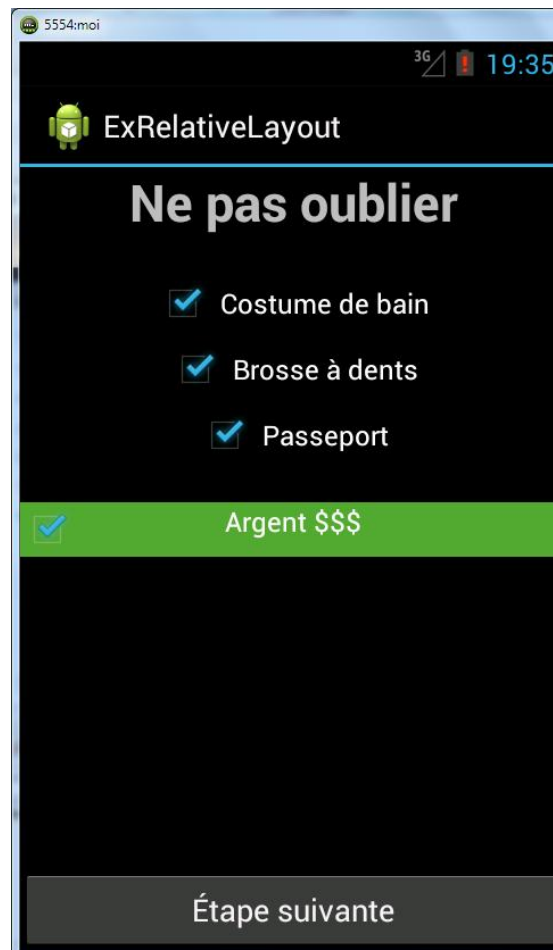 5554:moi
3G 19:35
ExRelativeLayout
Ne pas oublier
Costume de bain
Brosse à dents
Passeport
Argent $$$
Étape suivante